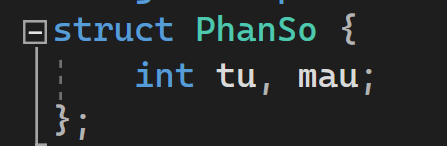 struct PhanSo {
    int tu, mau;
};